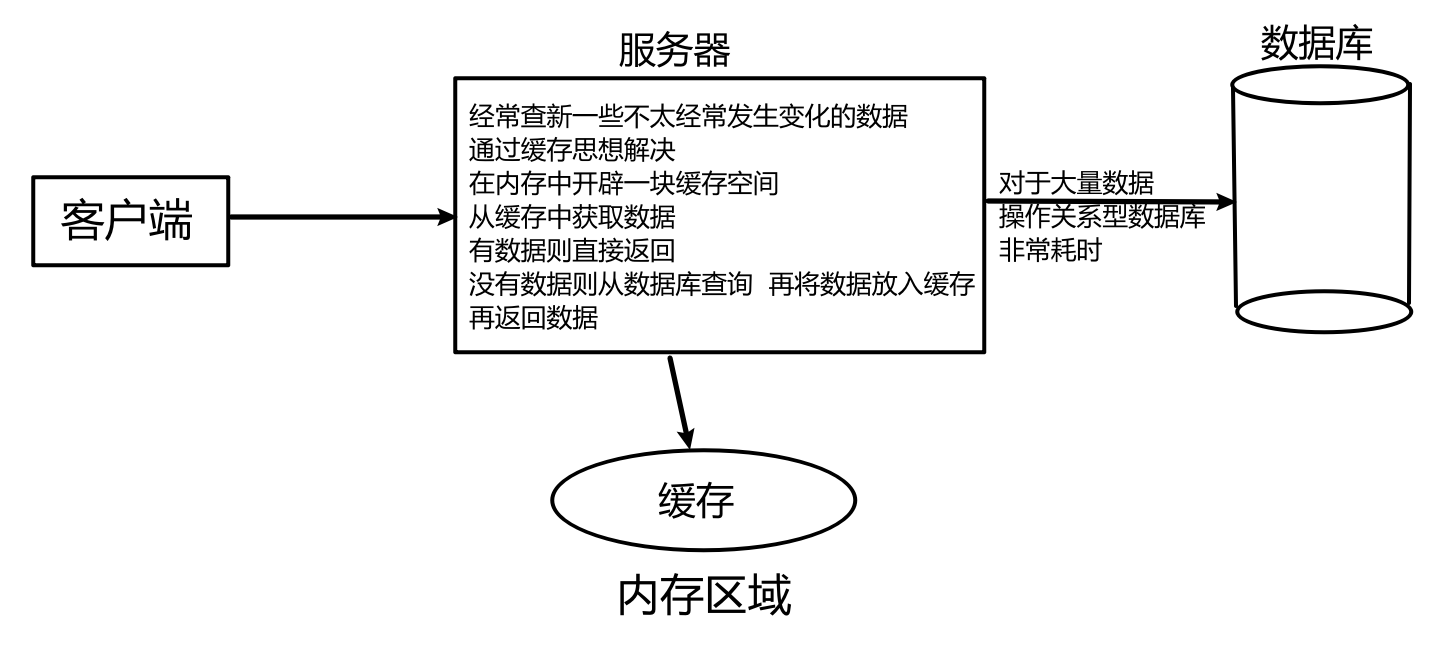 服务器
数据库
经常查新一些不太经常发生变化的数据
通过缓存思想解决
在内存中开辟一块缓存空间
从缓存中获取数据
有数据则直接返回
没有数据则从数据库查询 再将数据放入缓存
再返回数据
客户端
对于大量数据
操作关系型数据库
非常耗时
缓存
内存区域